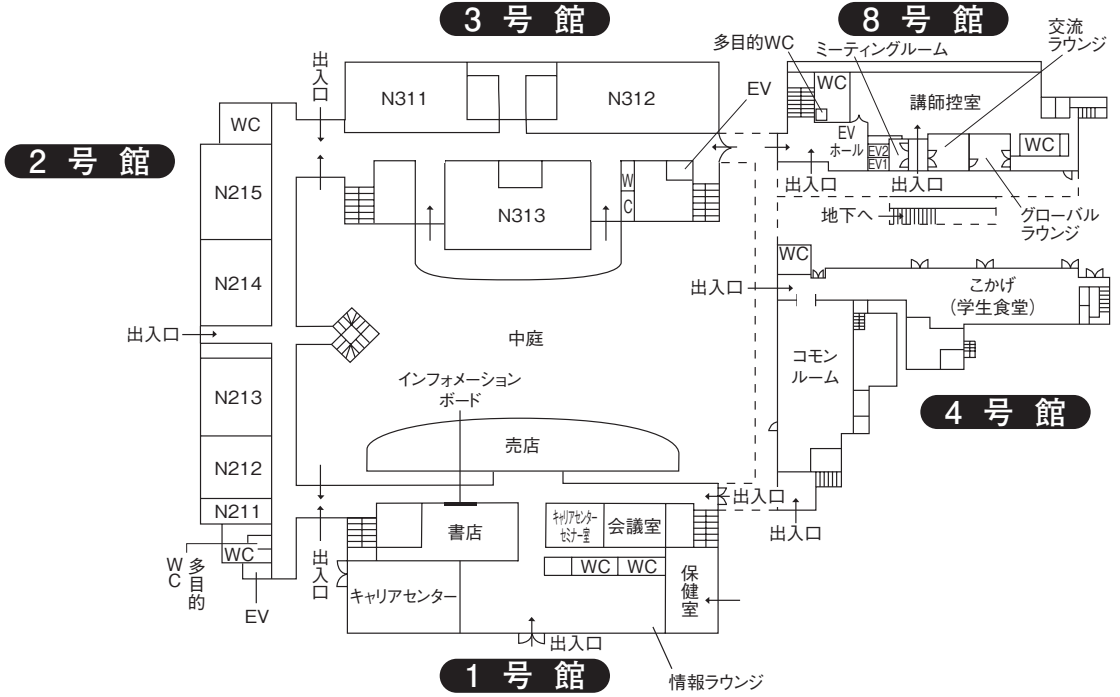 3 号 館
8 号 館
交流
ラウンジ
多目的WC
ミーティングルーム
出入口
N311
N312
EV
WC
講師控室
EV
ホール
EV2
EV1
WC
出入口
出入口
地下へ
グローバル
ラウンジ
WC
2 号 館
N215
N313
WC
N214
出入口
中庭
WC
出入口
こかげ
(学生食堂)
コモン
ルーム
4 号 館
インフォメーション
ボード
N213
売店
N212
N211
出入口
出入口
書店
キャリアセンター
セミナー室
会議室
WC
多目的
WC
EV
出入口
キャリアセンター
WC
WC
保健室
出入口
1 号 館
情報ラウンジ